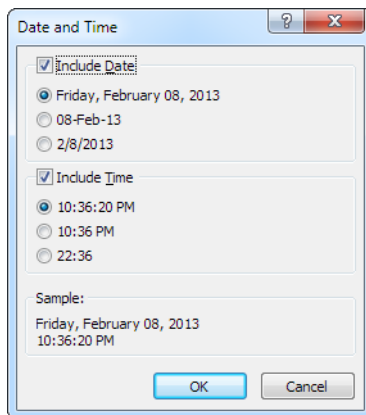 Date and Time
Include Date
Friday, February 08, 2013
08-Feb-13
2/8/2013
Include Time
10:36:20 PM
10:36 PM
22:36
Sample:
Friday, February 08, 2013
10:36:20 PM
OK Cancel